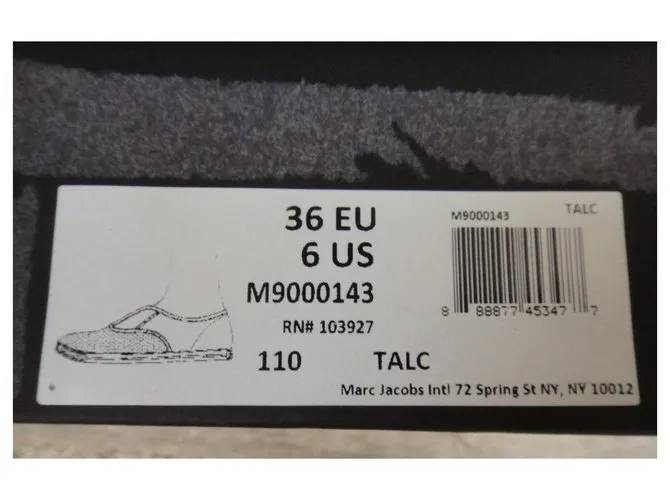 36 EU
6 US
M9000143
RN# 103927
110 TALC
M9000143 TALC
8 88877 45347 7
Marc Jacobs Intl 72 Spring St NY, NY 10012